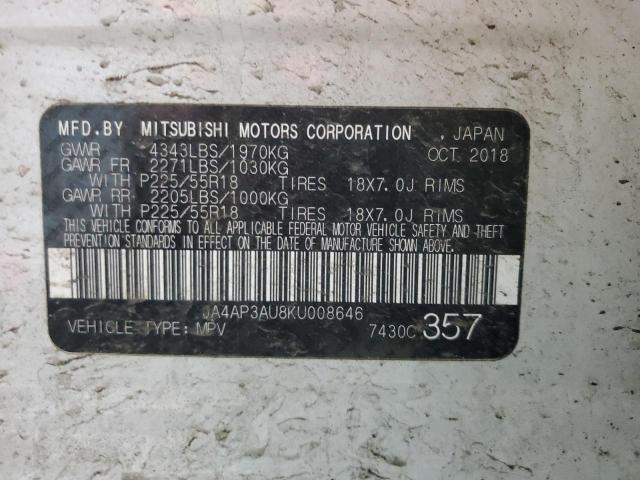 MFD.BY MITSUBISHI MOTORS CORPORATION , JAPAN
GVWR 4343LBS/1970KG OCT 2018
GAWR FR 2271LBS/1030KG
WITH P225/55R18 TIRES 18X7.0J RIMS
GAWR RR 2205LBS/1000KG
WITH P225/55R18 TIRES 18X7.0J RIMS
THIS VEHICLE CONFORMS TO ALL APPLICABLE FEDERAL MOTOR VEHICLE SAFETY AND THEFT
PREVENTION STANDARDS IN EFFECT ON THE DATE OF MANUFACTURE SHOWN ABOVE.
JA4AP3AU8KU008646
VEHICLE TYPE:MPV 7430C 357